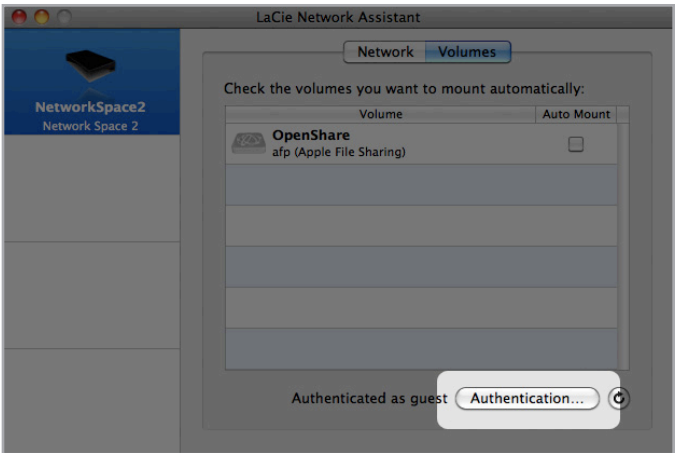 LaCie Network Assistant
Network Volumes
NetworkSpace2
Network Space 2
Check the volumes you want to mount automatically:
Volume Auto Mount
OpenShare
afp (Apple File Sharing)
Authenticated as guest Authentication...